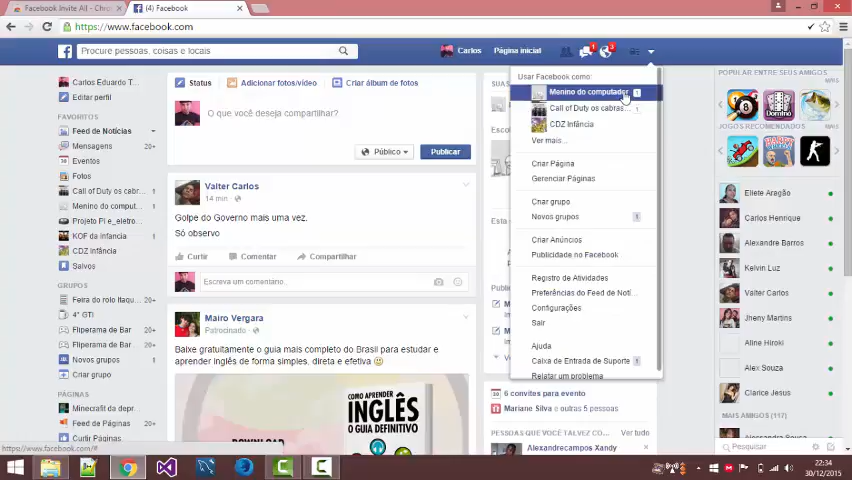 Facebook Invite All - Chro
(4) Facebook
https://www.facebook.com
Procure pessoas, coisas e locais
Carlos
Página inicial
1
3
Carlos Eduardo T...
Editar perfil
FAVORITOS
Feed de Notícias
Mensagens 20+
Eventos
Fotos
Call of Duty os cab... 1
Menino do comput... 1
Projeto Pi e_eletro...
KOF da Infancia 2
CDZ Infância
Salvos
GRUPOS
Feira do rolo Itaqu... 20+
4° GTI
Fliperama de Bar 20+
Fliperama de Bar 20+
Novos grupos 1
Criar grupo
PÁGINAS
Minecrafit da depr...
Feed de Páginas 20+
Curtir Páginas
https://www.facebook.com/#
Status
Adicionar fotos/vídeo
Criar álbum de fotos
O que você deseja compartilhar?
Público
Publicar
Valter Carlos
14 min
Golpe do Governo mais uma vez.
Só observo
Curtir
Comentar
Compartilhar
Escreva um comentário...
Mairo Vergara
Patrocinado
Baixe gratuitamente o guia mais completo do Brasil para estudar e
aprender inglês de forma simples, direta e efetiva
COMO APRENDER
INGLÊS
O GUIA DEFINITIVO
DOWNLOAD
Usar Facebook como:
Menino do computador 1
Call of Duty os cabras... 1
CDZ Infância
Ver mais...
Criar Página
Gerenciar Páginas
Criar grupo
Novos grupos 1
Criar Anúncios
Publicidade no Facebook
Registro de Atividades
Preferências do Feed de Notí...
Configurações
Sair
Ajuda
Caixa de Entrada de Suporte 1
Relatar um problema
6 convites para evento
Mariane Silva e outras 5 pessoas
PESSOAS QUE VOCÊ TALVEZ CO...
Ver tudo
Alexandrecampos Xandy
POPULAR ENTRE SEUS AMIGOS
MAIS
JOGOS RECOMENDADOS
MAIS
Eliete Aragão
Carlos Henrique
Alexandre Barros
Kelvin Luz
Valter Carlos
Jheny Martins
Aline Hiroki
Alex Souza
Clarice Jesus
MAIS AMIGOS (117)
Pesquisar
22:34
30/12/2015